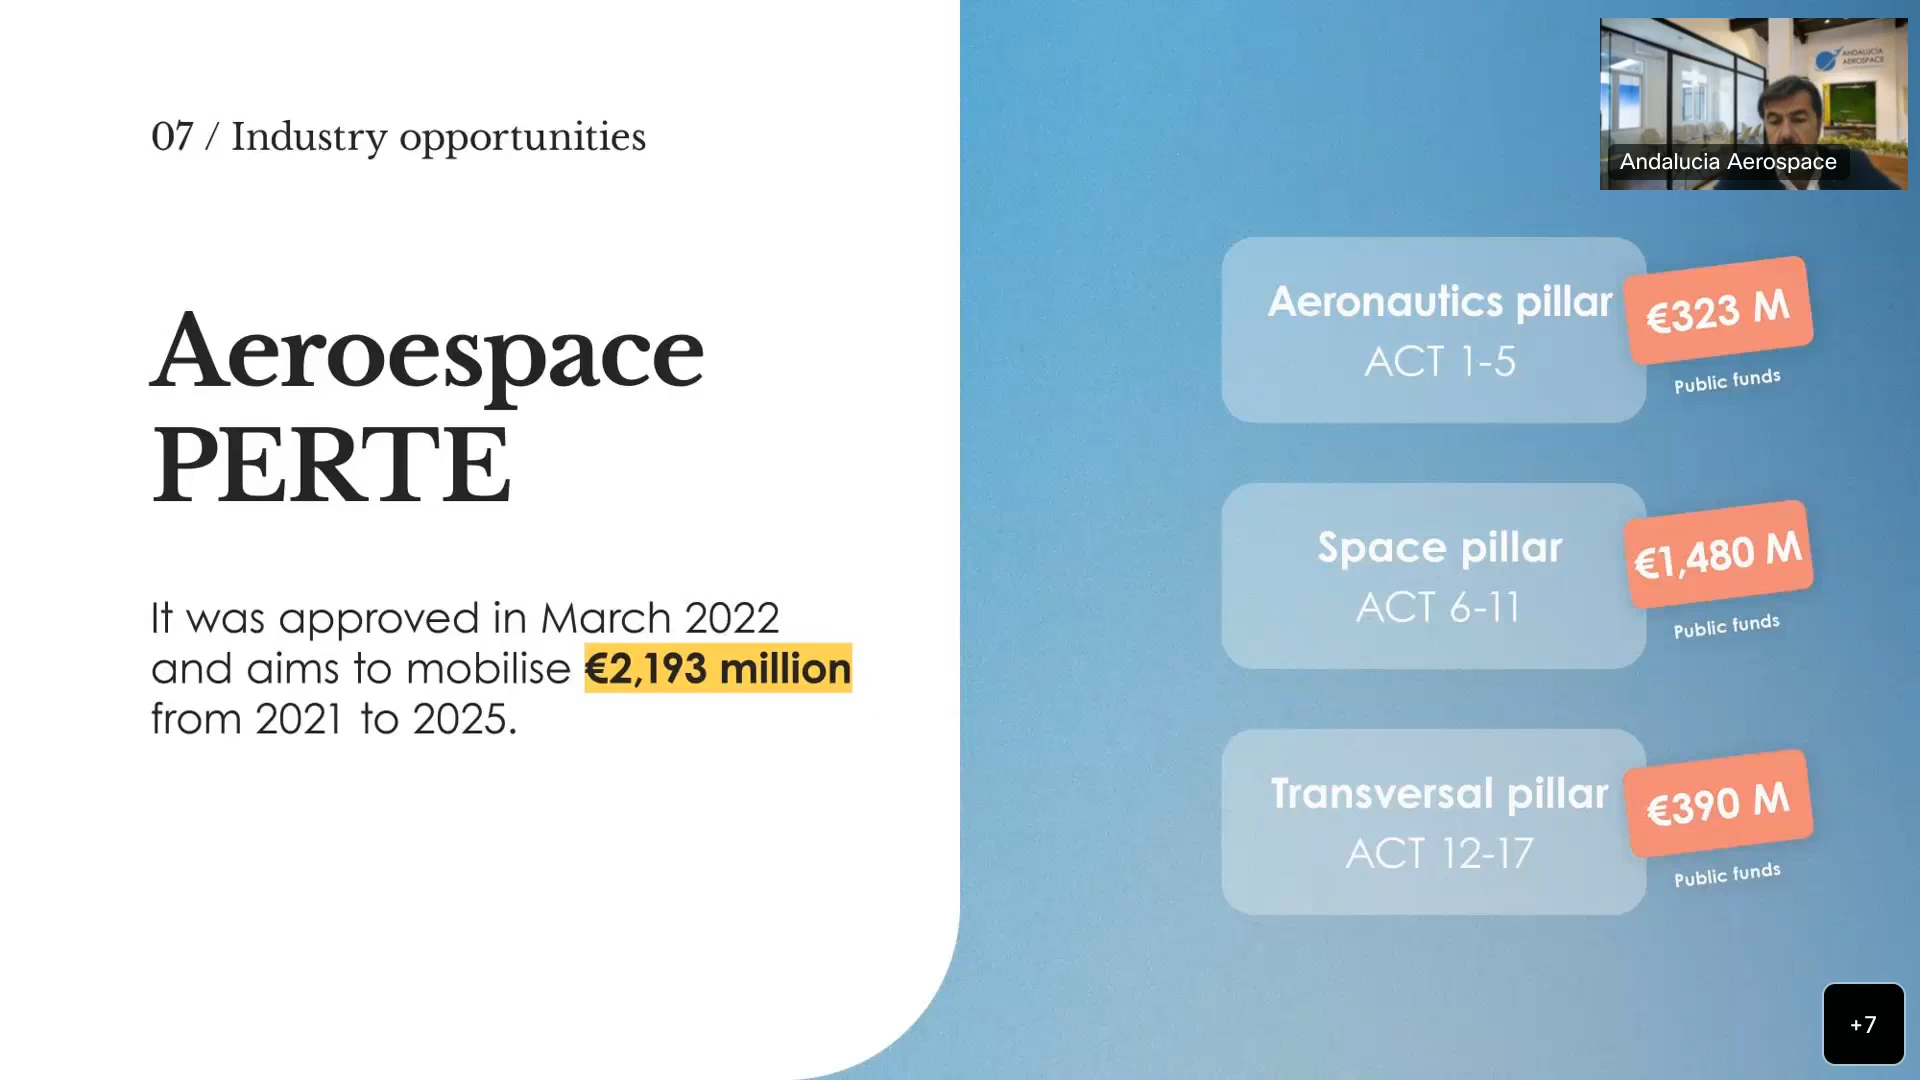 07 / Industry opportunities
Aeroespace
PERTE
It was approved in March 2022
and aims to mobilise €2,193 million
from 2021 to 2025.
ANDALUCIA
AEROSPACE
Andalucia Aerospace
Aeronautics pillar
ACT 1-5
€323 M
Public funds
Space pillar
ACT 6-11
€1,480 M
Public funds
Transversal pillar
ACT 12-17
€390 M
Public funds
+7